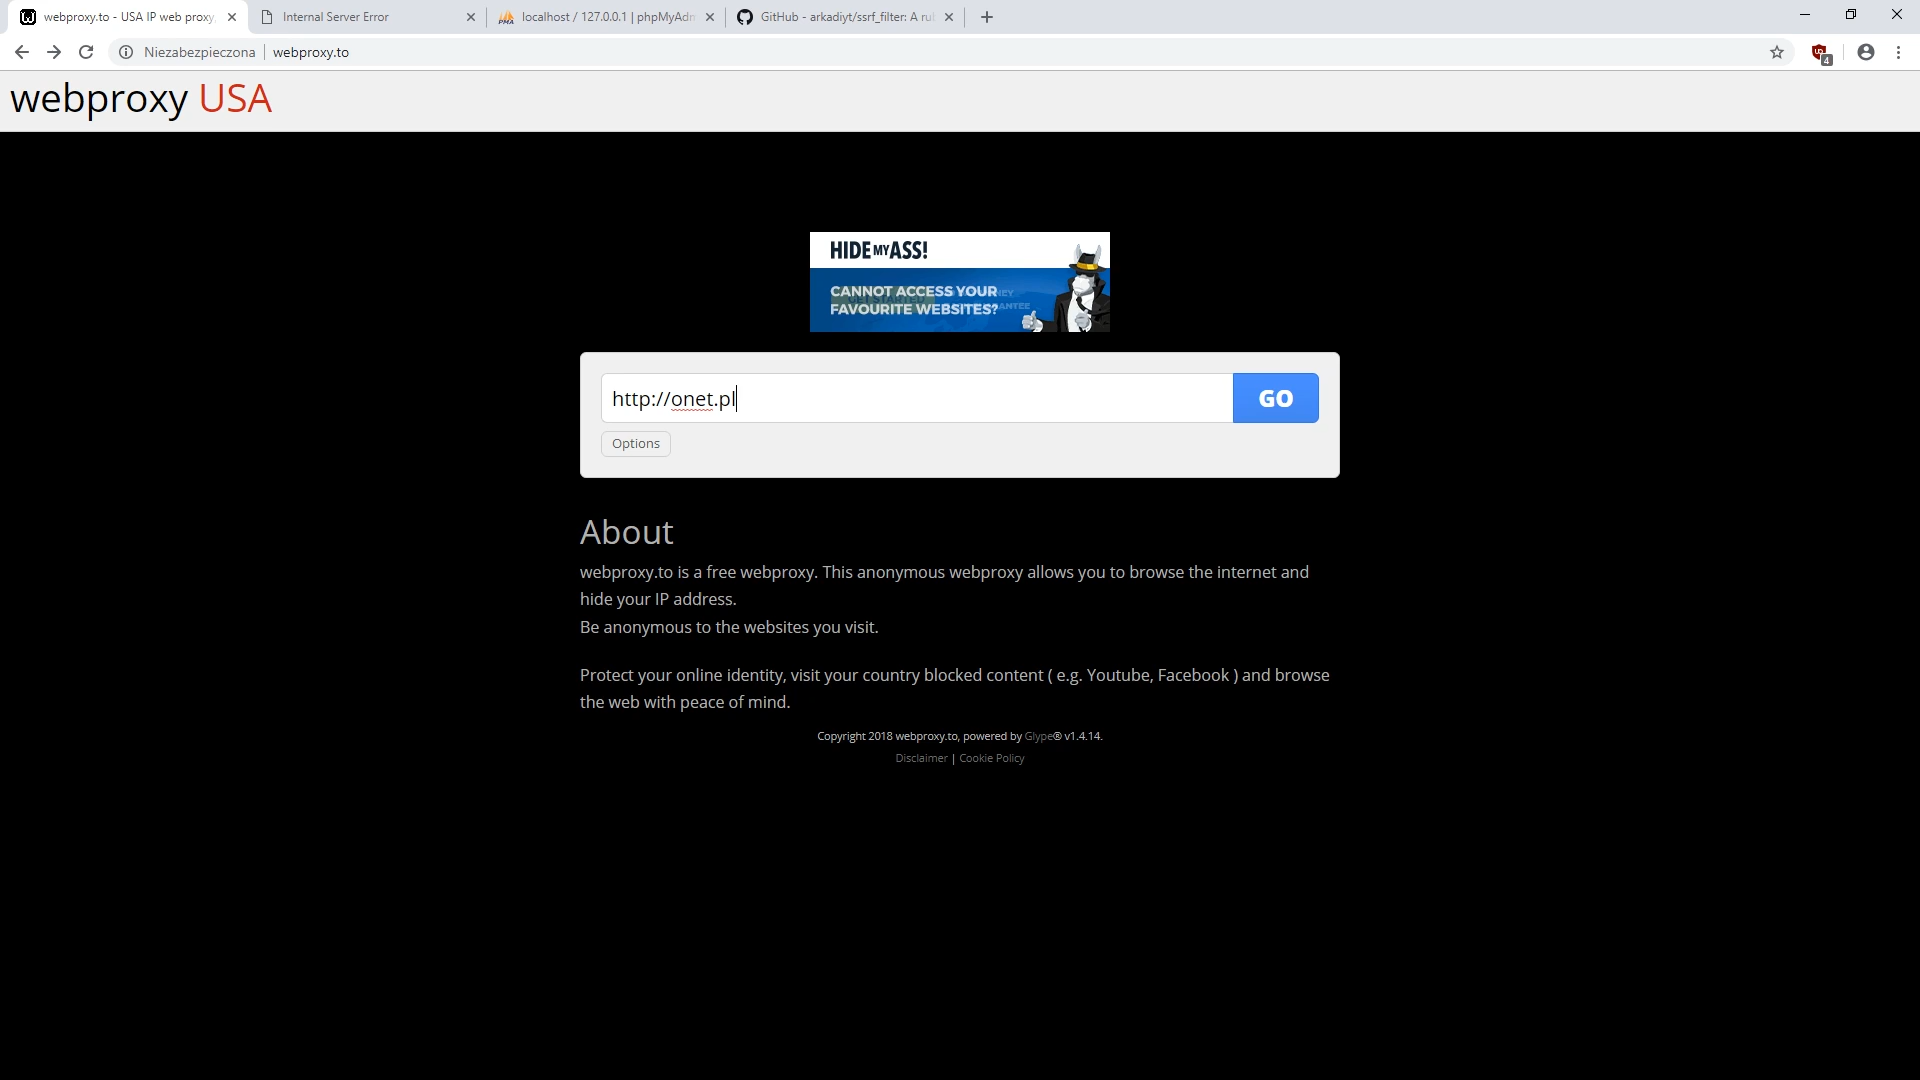 webproxy.to - USA IP web proxy
Internal Server Error
localhost / 127.0.0.1 | phpMyAdm
GitHub - arkadiyt/ssrf_filter: A ru
Niezabezpieczona
webproxy.to
4
webproxy USA
HIDE MY ASS!
CANNOT ACCESS YOUR
FAVOURITE WEBSITES?
http://onet.pl
GO
Options
About
webproxy.to is a free webproxy. This anonymous webproxy allows you to browse the internet and
hide your IP address.
Be anonymous to the websites you visit.
Protect your online identity, visit your country blocked content ( e.g. Youtube, Facebook ) and browse
the web with peace of mind.
Copyright 2018 webproxy.to, powered by Glype® v1.4.14.
Disclaimer | Cookie Policy